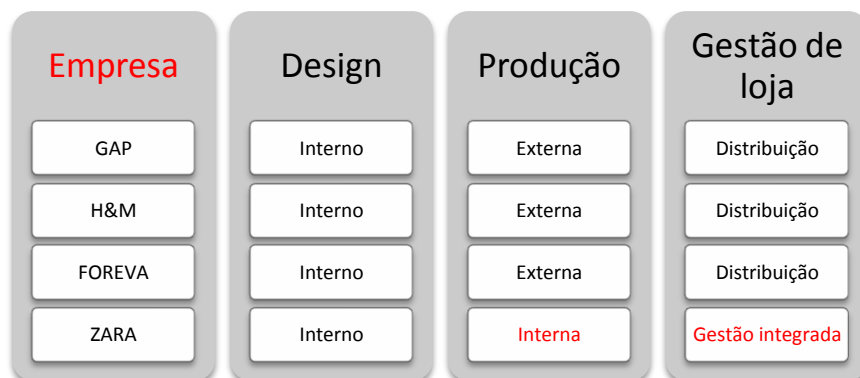 Empresa
Design
Produção
Gestão de
loja
GAP
Interno
Externa
Distribuição
H&M
Interno
Externa
Distribuição
FOREVA
Interno
Externa
Distribuição
ZARA
Interno
Interna
Gestão integrada